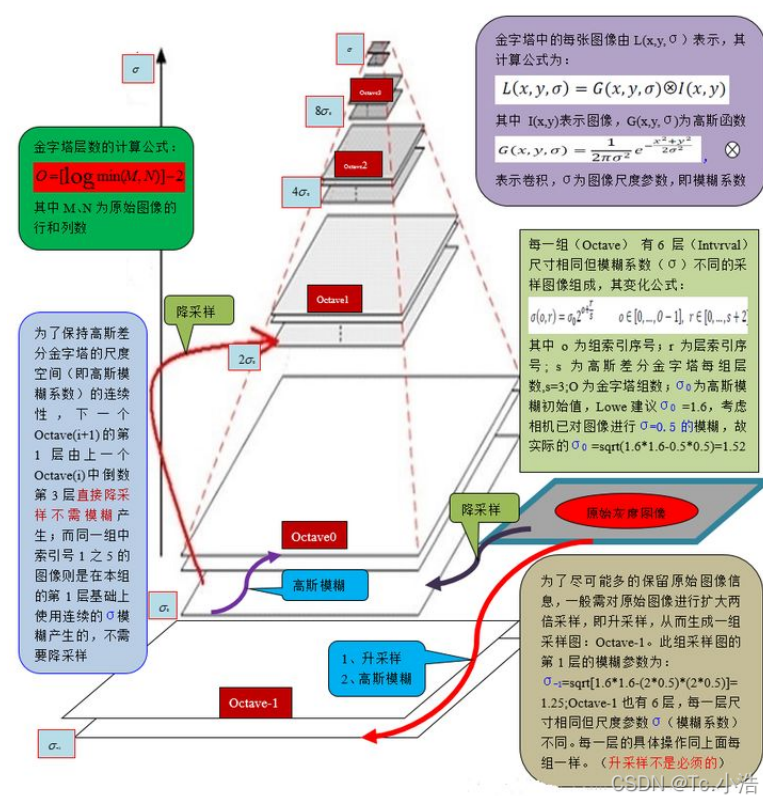 σ
σ
金字塔中的每张图像由 L(x,y,σ) 表示，其
计算公式为：
L(x,y,σ) = G(x,y,σ)⊗I(x,y)
其中 I(x,y)表示图像，G(x,y,σ)为高斯函数
G(x,y,σ) = 1/(2πσ²) e^(-(x²+y²)/(2σ²)) ，⊗
表示卷积，σ为图像尺度参数，即模糊系数
Octave3
8σ₀
金字塔层数的计算公式：
O=[log min(M,N)]-2
其中 M、N 为原始图像的
行和列数
Octave2
4σ₀
每一组（Octave）有 6 层（Intvrval）
尺寸相同但模糊系数（σ）不同的采
样图像组成，其变化公式：
σ(o,r)=σ₀2^(o+r/s) o∈[0,...,O-1], r∈[0,...,s+2]
其中 o 为组索引序号；r 为层索引序
号；s 为高斯差分金字塔每组层
数,s=3;O 为金字塔组数；σ₀为高斯模
糊初始值，Lowe 建议σ₀ =1.6，考虑
相机已对图像进行σ=0.5 的模糊，故
实际的σ₀ =sqrt(1.6*1.6-0.5*0.5)=1.52
Octave1
降采样
2σ₀
为了保持高斯差
分金字塔的尺度
空间（即高斯模
糊系数）的连续
性，下一个
Octave(i+1)的第
1 层由上一个
Octave(i)中倒数
第 3 层直接降采
样不需模糊产
生；而同一组中
索引号 1 之 5 的
图像则是在本组
的第 1 层基础上
使用连续的σ模
糊产生的，不需
要降采样
降采样
原始灰度图像
Octave0
高斯模糊
σ₀
为了尽可能多的保留原始图像信
息，一般需对原始图像进行扩大两
倍采样，即升采样，从而生成一组
采样图：Octave-1。此组采样图的
第 1 层的模糊参数为：
σ₋₁=sqrt[1.6*1.6-(2*0.5)*(2*0.5)]=
1.25;Octave-1 也有 6 层，每一层尺
寸相同但尺度参数σ（模糊系数）
不同。每一层的具体操作同上面每
组一样。（升采样不是必须的）
1、升采样
2、高斯模糊
Octave-1
σ₋₁
CSDN @Tc.小浩